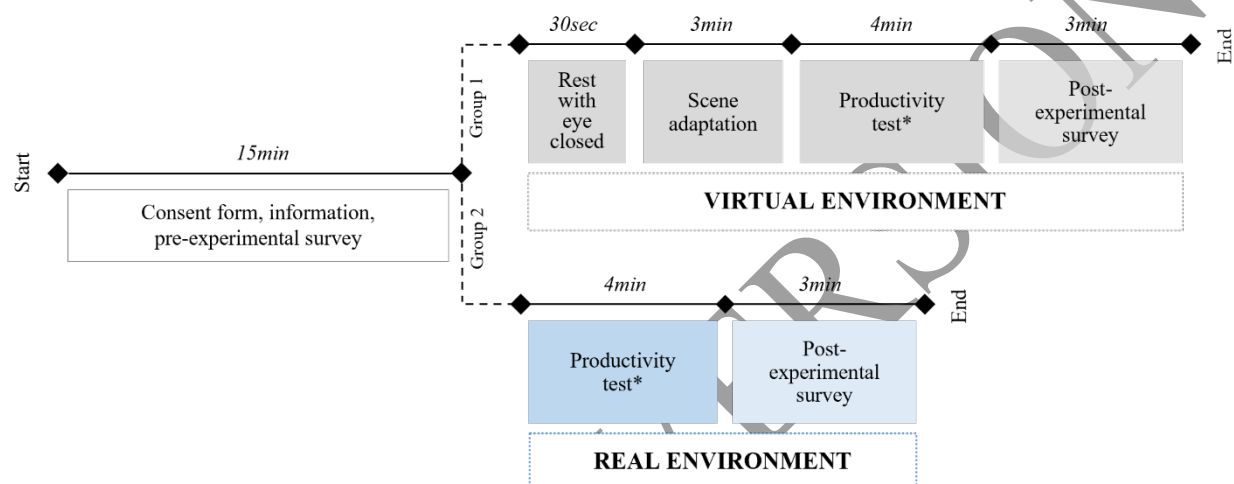 Start
15min
Consent form, information,
pre-experimental survey
Group 1
30sec
3min
4min
3min
End
Rest
with
eye
closed
Scene
adaptation
Productivity
test*
Post-
experimental
survey
VIRTUAL ENVIRONMENT
Group 2
4min
3min
End
Productivity
test*
Post-
experimental
survey
REAL ENVIRONMENT